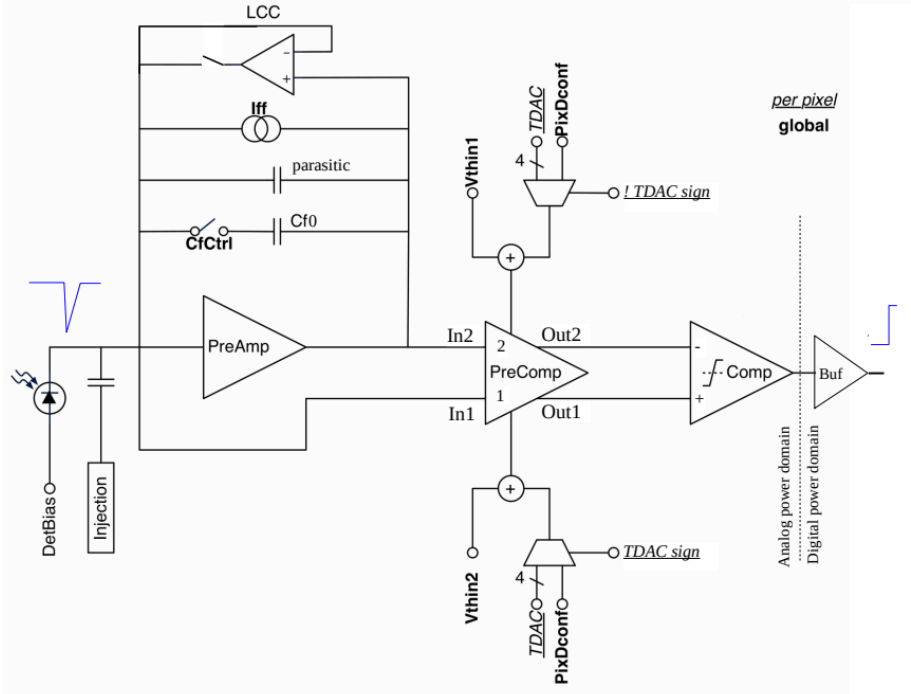 LCC
-
+
Iff
parasitic
Cf0
CfCtrl
PreAmp
DetBias
Injection
Vthin1
TDAC
PixDconf
4
! TDAC sign
+
per pixel
global
In2
2
Out2
PreComp
1
In1
Out1
-
Comp
+
Buf
Analog power domain
Digital power domain
+
Vthin2
TDAC sign
4
TDAC
PixDconf